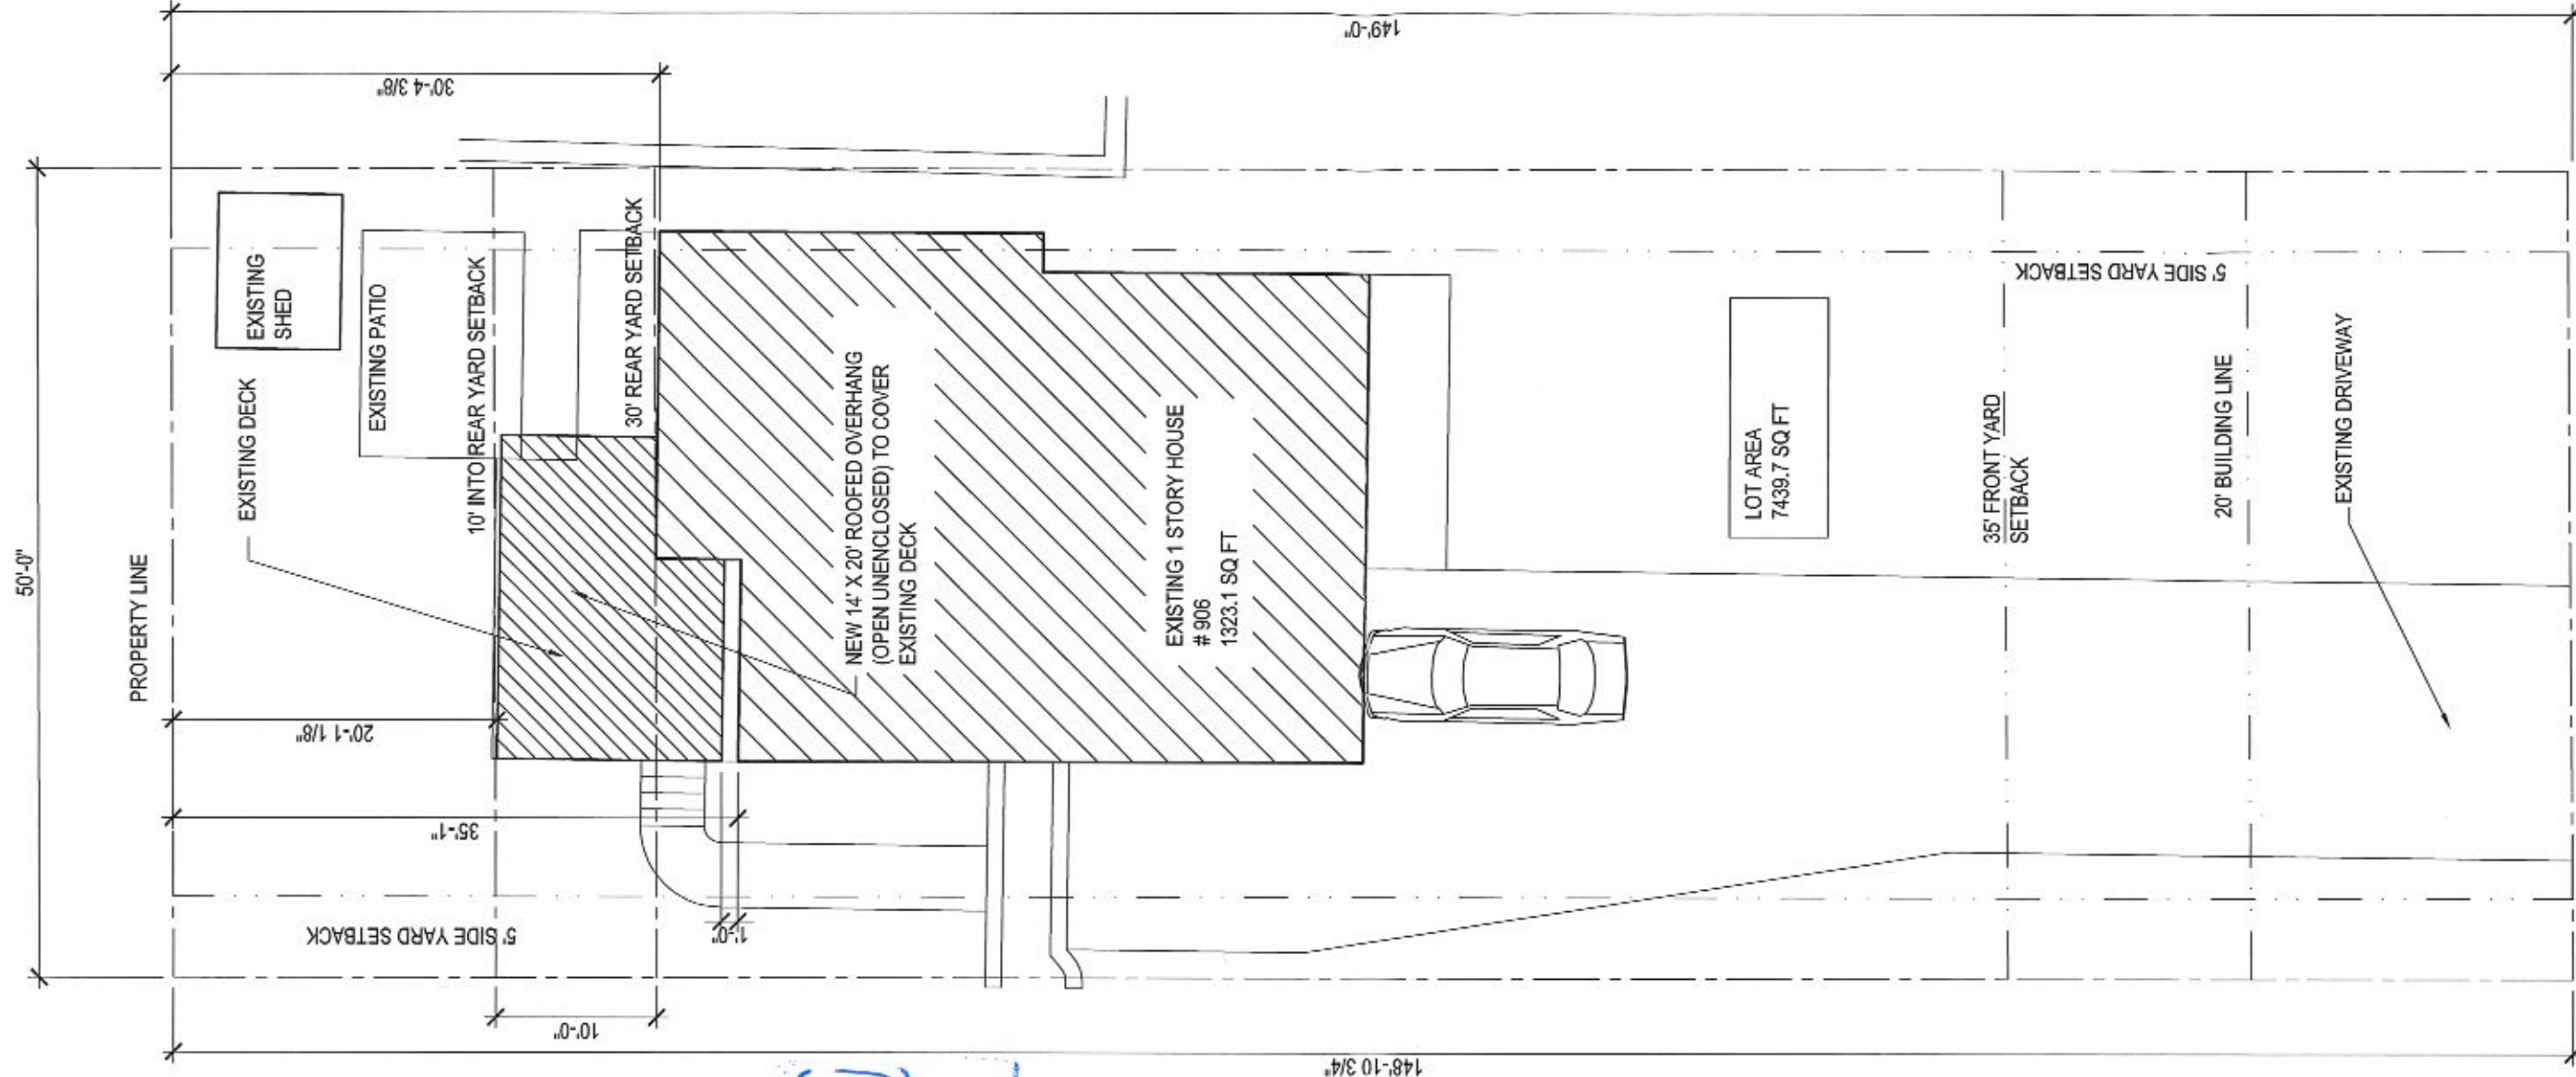 50'-0"
149'-0"
30'-4 3/8"
PROPERTY LINE
EXISTING DECK
EXISTING
SHED
EXISTING PATIO
10' INTO REAR YARD SETBACK
30' REAR YARD SETBACK
20'-1 1/8"
35'-1"
5' SIDE YARD SETBACK
1'-0"
10'-0"
148'-10 3/4"
NEW 14' X 20' ROOFED OVERHANG
(OPEN UNENCLOSED) TO COVER
EXISTING DECK
EXISTING 1 STORY HOUSE
# 906
1323.1 SQ FT
LOT AREA
7439.7 SQ FT
35' FRONT YARD
SETBACK
5' SIDE YARD SETBACK
20' BUILDING LINE
EXISTING DRIVEWAY